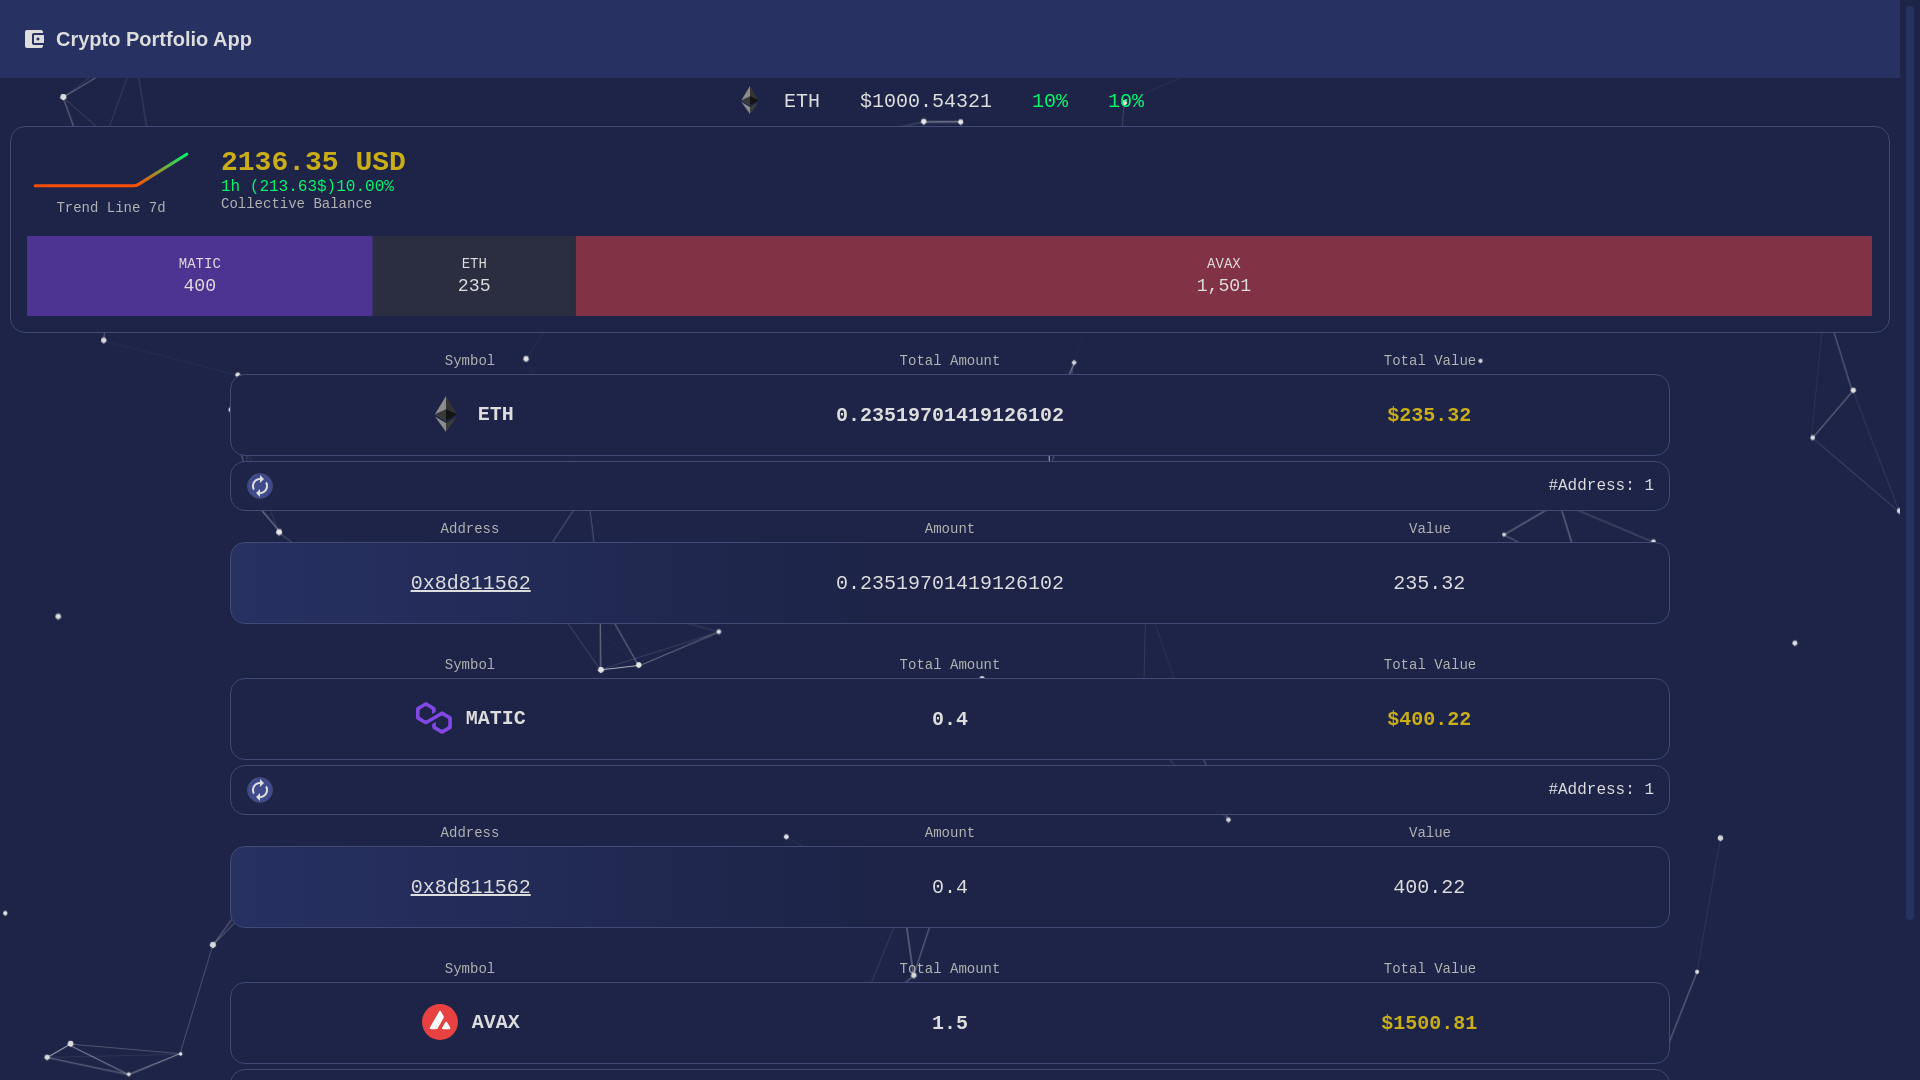 Crypto Portfolio App
ETH $1000.54321 10% 10%
2136.35 USD
1h (213.63$)10.00%
Collective Balance
Trend Line 7d
MATIC ETH AVAX
400 235 1,501
Symbol Total Amount Total Value
ETH 0.23519701419126102 $235.32
#Address: 1
Address Amount Value
0x8d811562 0.23519701419126102 235.32
Symbol Total Amount Total Value
MATIC 0.4 $400.22
#Address: 1
Address Amount Value
0x8d811562 0.4 400.22
Symbol Total Amount Total Value
AVAX 1.5 $1500.81